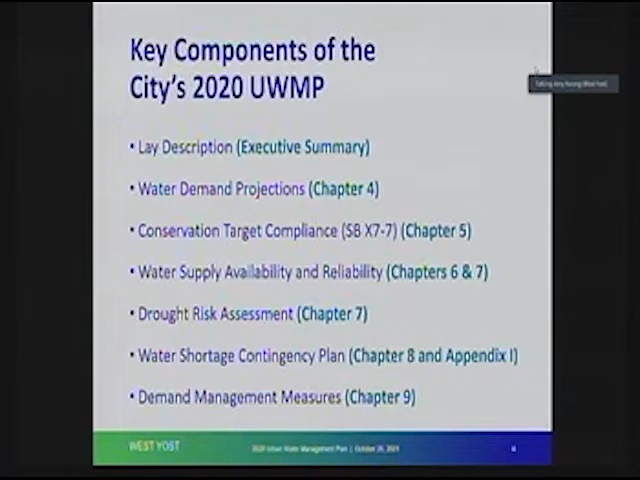 Key Components of the
City's 2020 UWMP
• Lay Description (Executive Summary)
• Water Demand Projections (Chapter 4)
• Conservation Target Compliance (SB X7-7) (Chapter 5)
• Water Supply Availability and Reliability (Chapters 6 & 7)
• Drought Risk Assessment (Chapter 7)
• Water Shortage Contingency Plan (Chapter 8 and Appendix I)
• Demand Management Measures (Chapter 9)
WEST YOST
2020 Urban Water Management Plan | October 2021